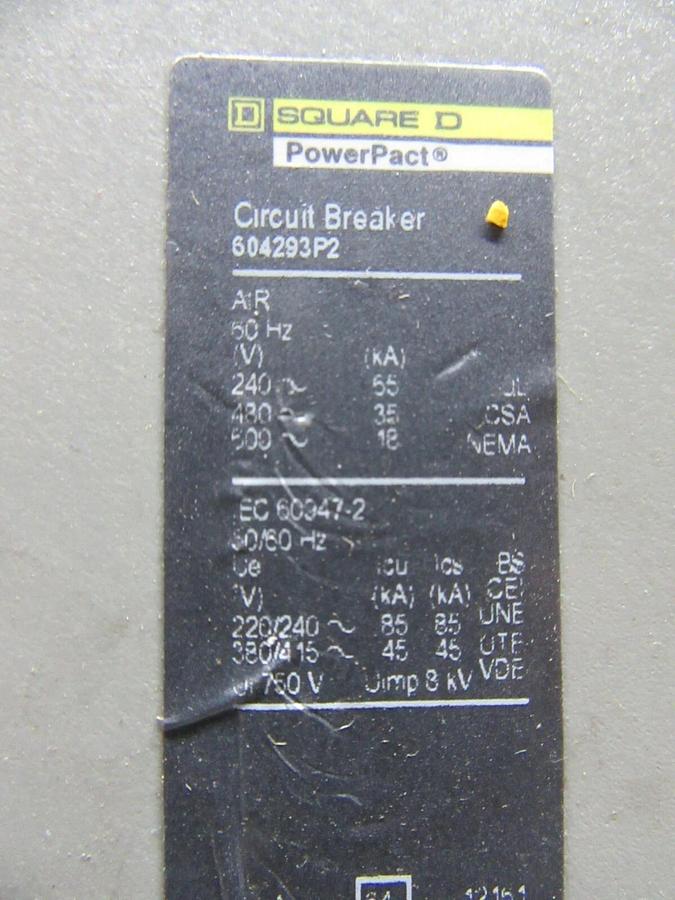 SQUARE D
PowerPact®
Circuit Breaker
604293P2
AIR
60 Hz
(V) (kA)
240 ~ 65 UL
480 ~ 35 CSA
600 ~ 18 NEMA
IEC 60947-2
50/60 Hz
Ue Icu Ics BS
(V) (kA) (kA) CEI
220/240 ~ 85 85 UNE
380/415 ~ 45 45 UTE
Ui 750 V Uimp 8 kV VDE